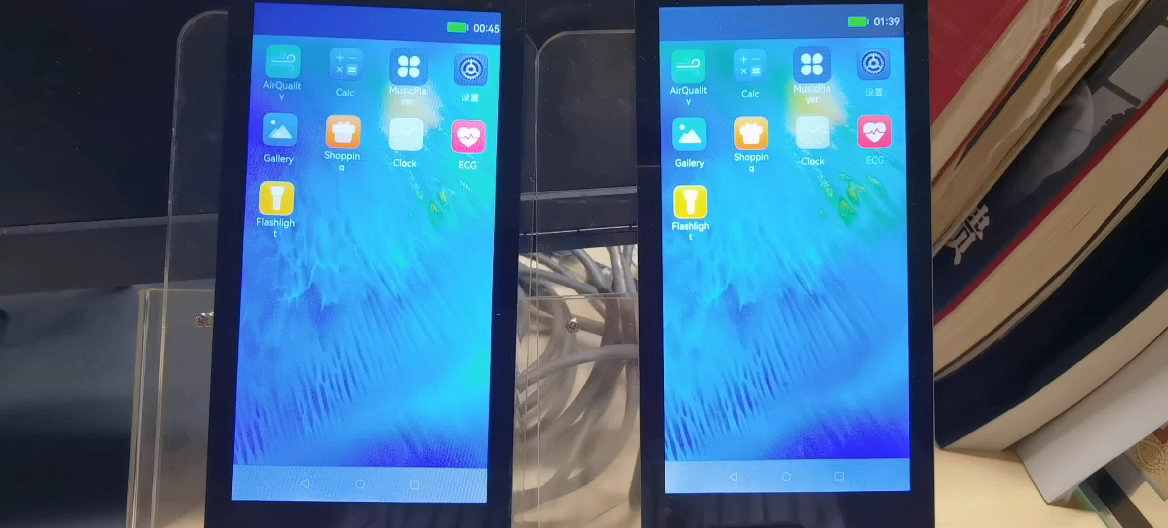 00:45
AirQualit
y
Calc
MusicPla
yer
设置
Gallery
Shoppin
g
Clock
ECG
Flashligh
t
01:39
AirQualit
y
Calc
MusicPla
yer
设置
Gallery
Shoppin
g
Clock
ECG
Flashligh
t